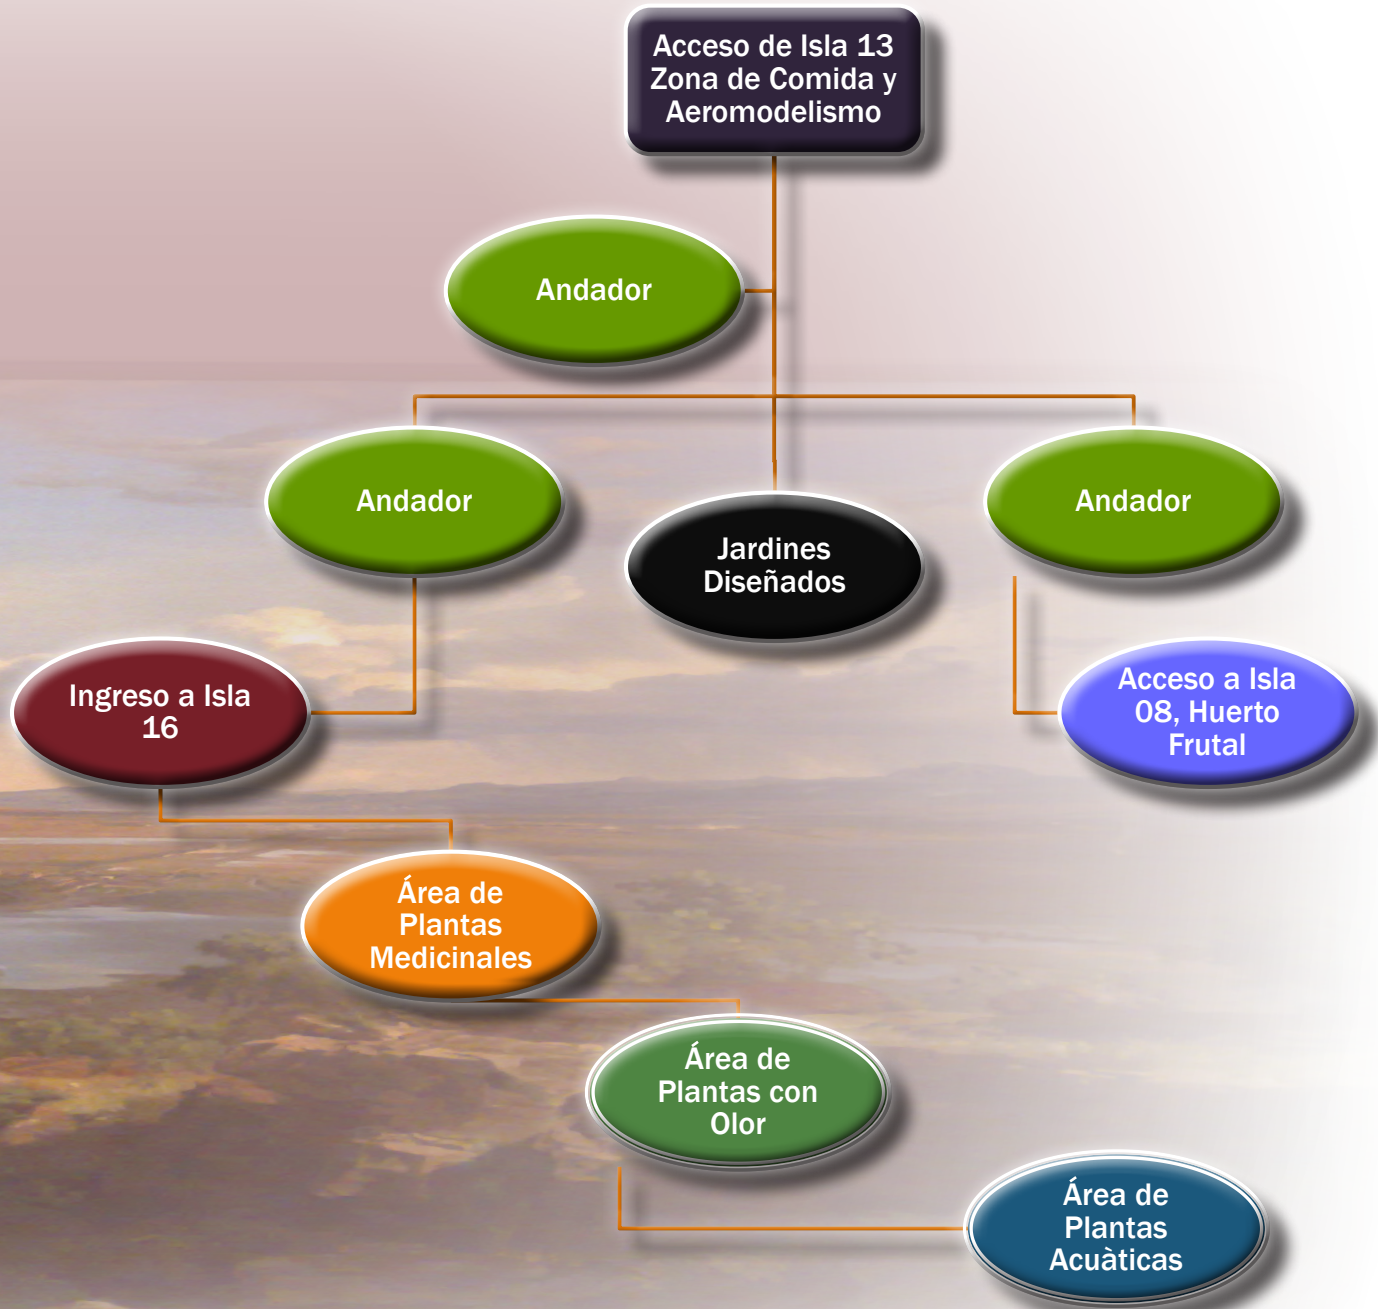 Acceso de Isla 13
Zona de Comida y
Aeromodelismo
Andador
Andador
Jardines
Diseñados
Andador
Ingreso a Isla
16
Acceso a Isla
08, Huerto
Frutal
Área de
Plantas
Medicinales
Área de
Plantas con
Olor
Área de
Plantas
Acuàticas